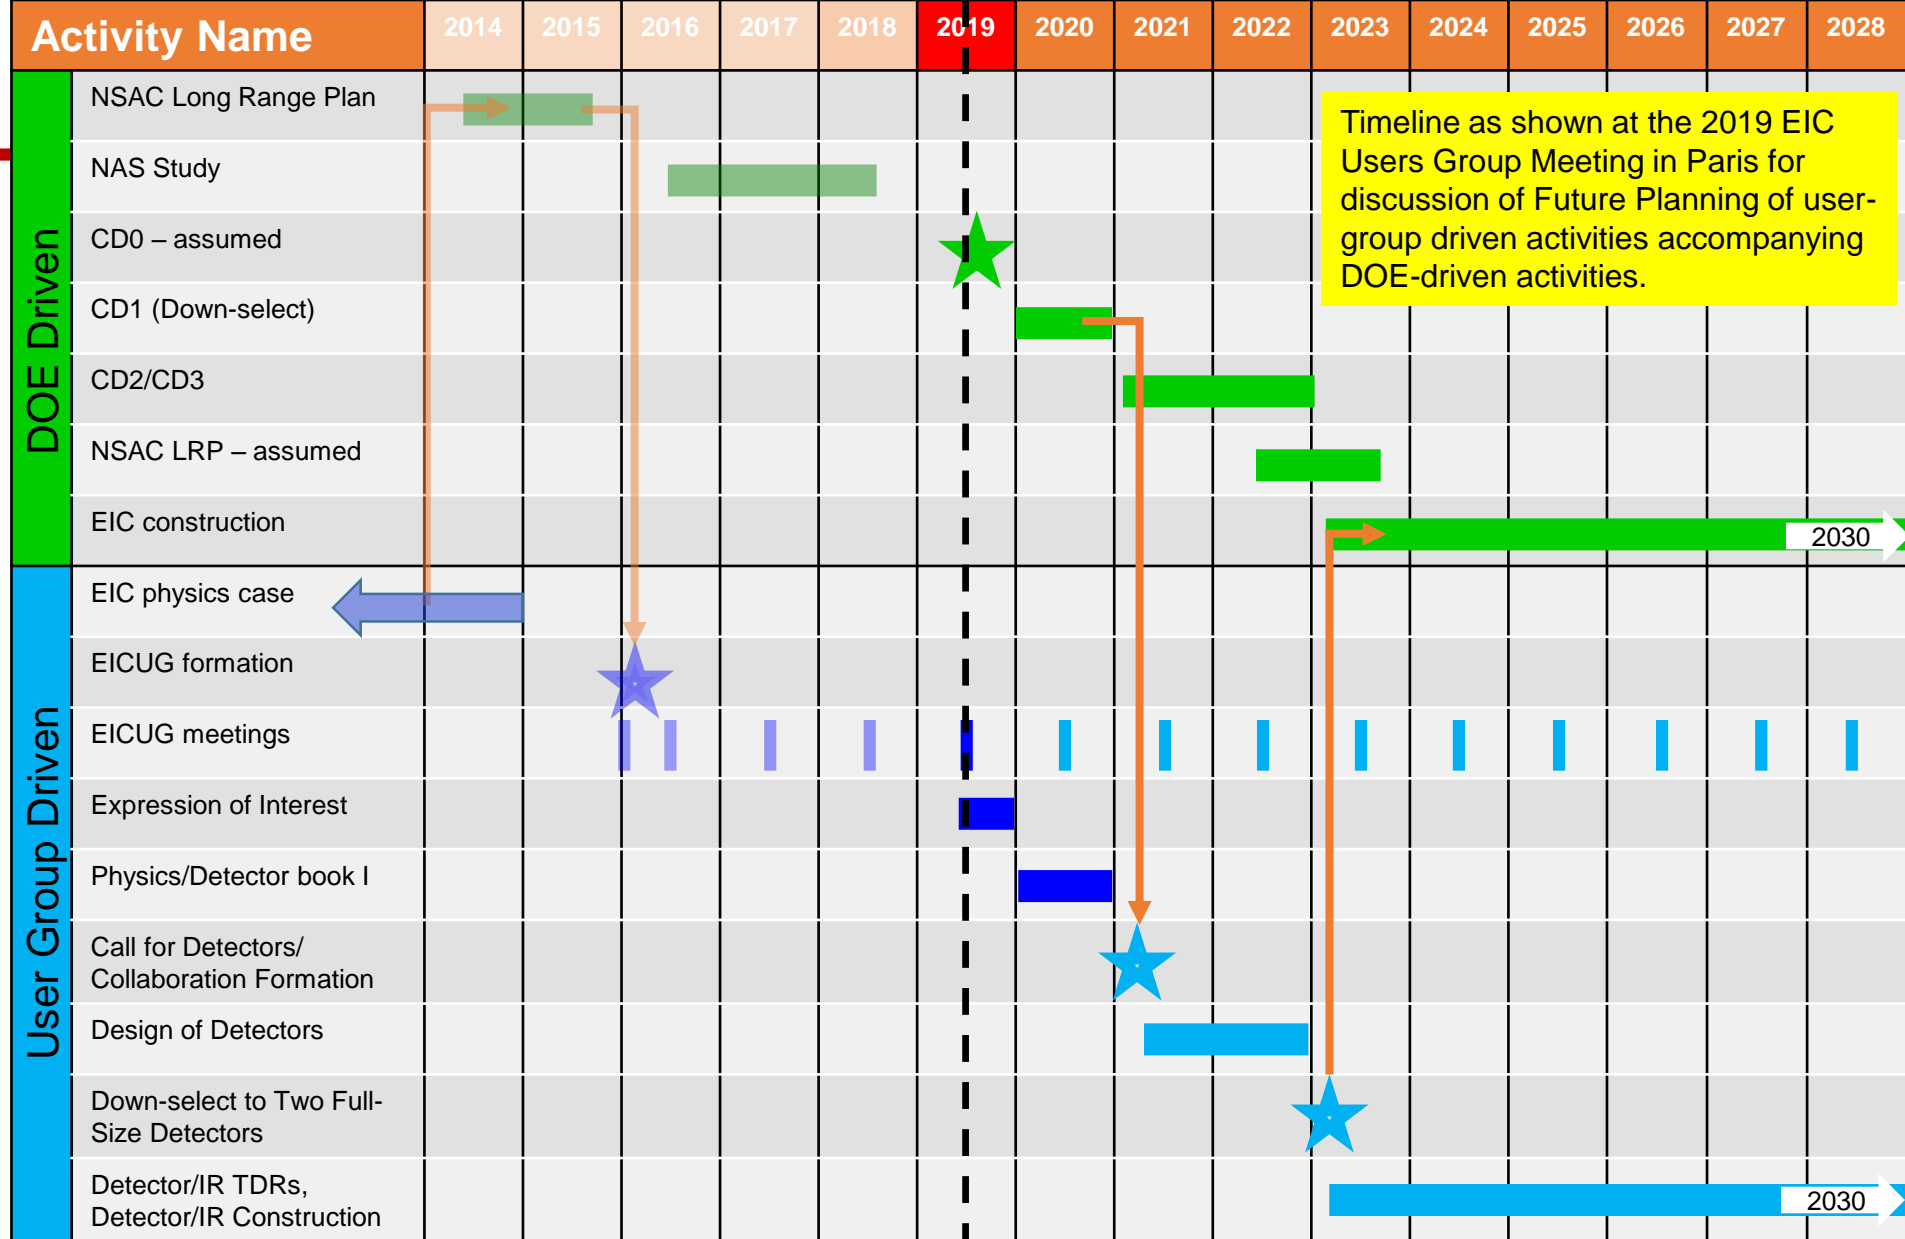 Activity Name
2014 2015 2016 2017 2018 2019 2020 2021 2022 2023 2024 2025 2026 2027 2028
DOE Driven
NSAC Long Range Plan
NAS Study
CD0 – assumed
CD1 (Down-select)
CD2/CD3
NSAC LRP – assumed
EIC construction
2030
Timeline as shown at the 2019 EIC
Users Group Meeting in Paris for
discussion of Future Planning of user-
group driven activities accompanying
DOE-driven activities.
User Group Driven
EIC physics case
EICUG formation
EICUG meetings
Expression of Interest
Physics/Detector book I
Call for Detectors/
Collaboration Formation
Design of Detectors
Down-select to Two Full-
Size Detectors
Detector/IR TDRs,
Detector/IR Construction
2030